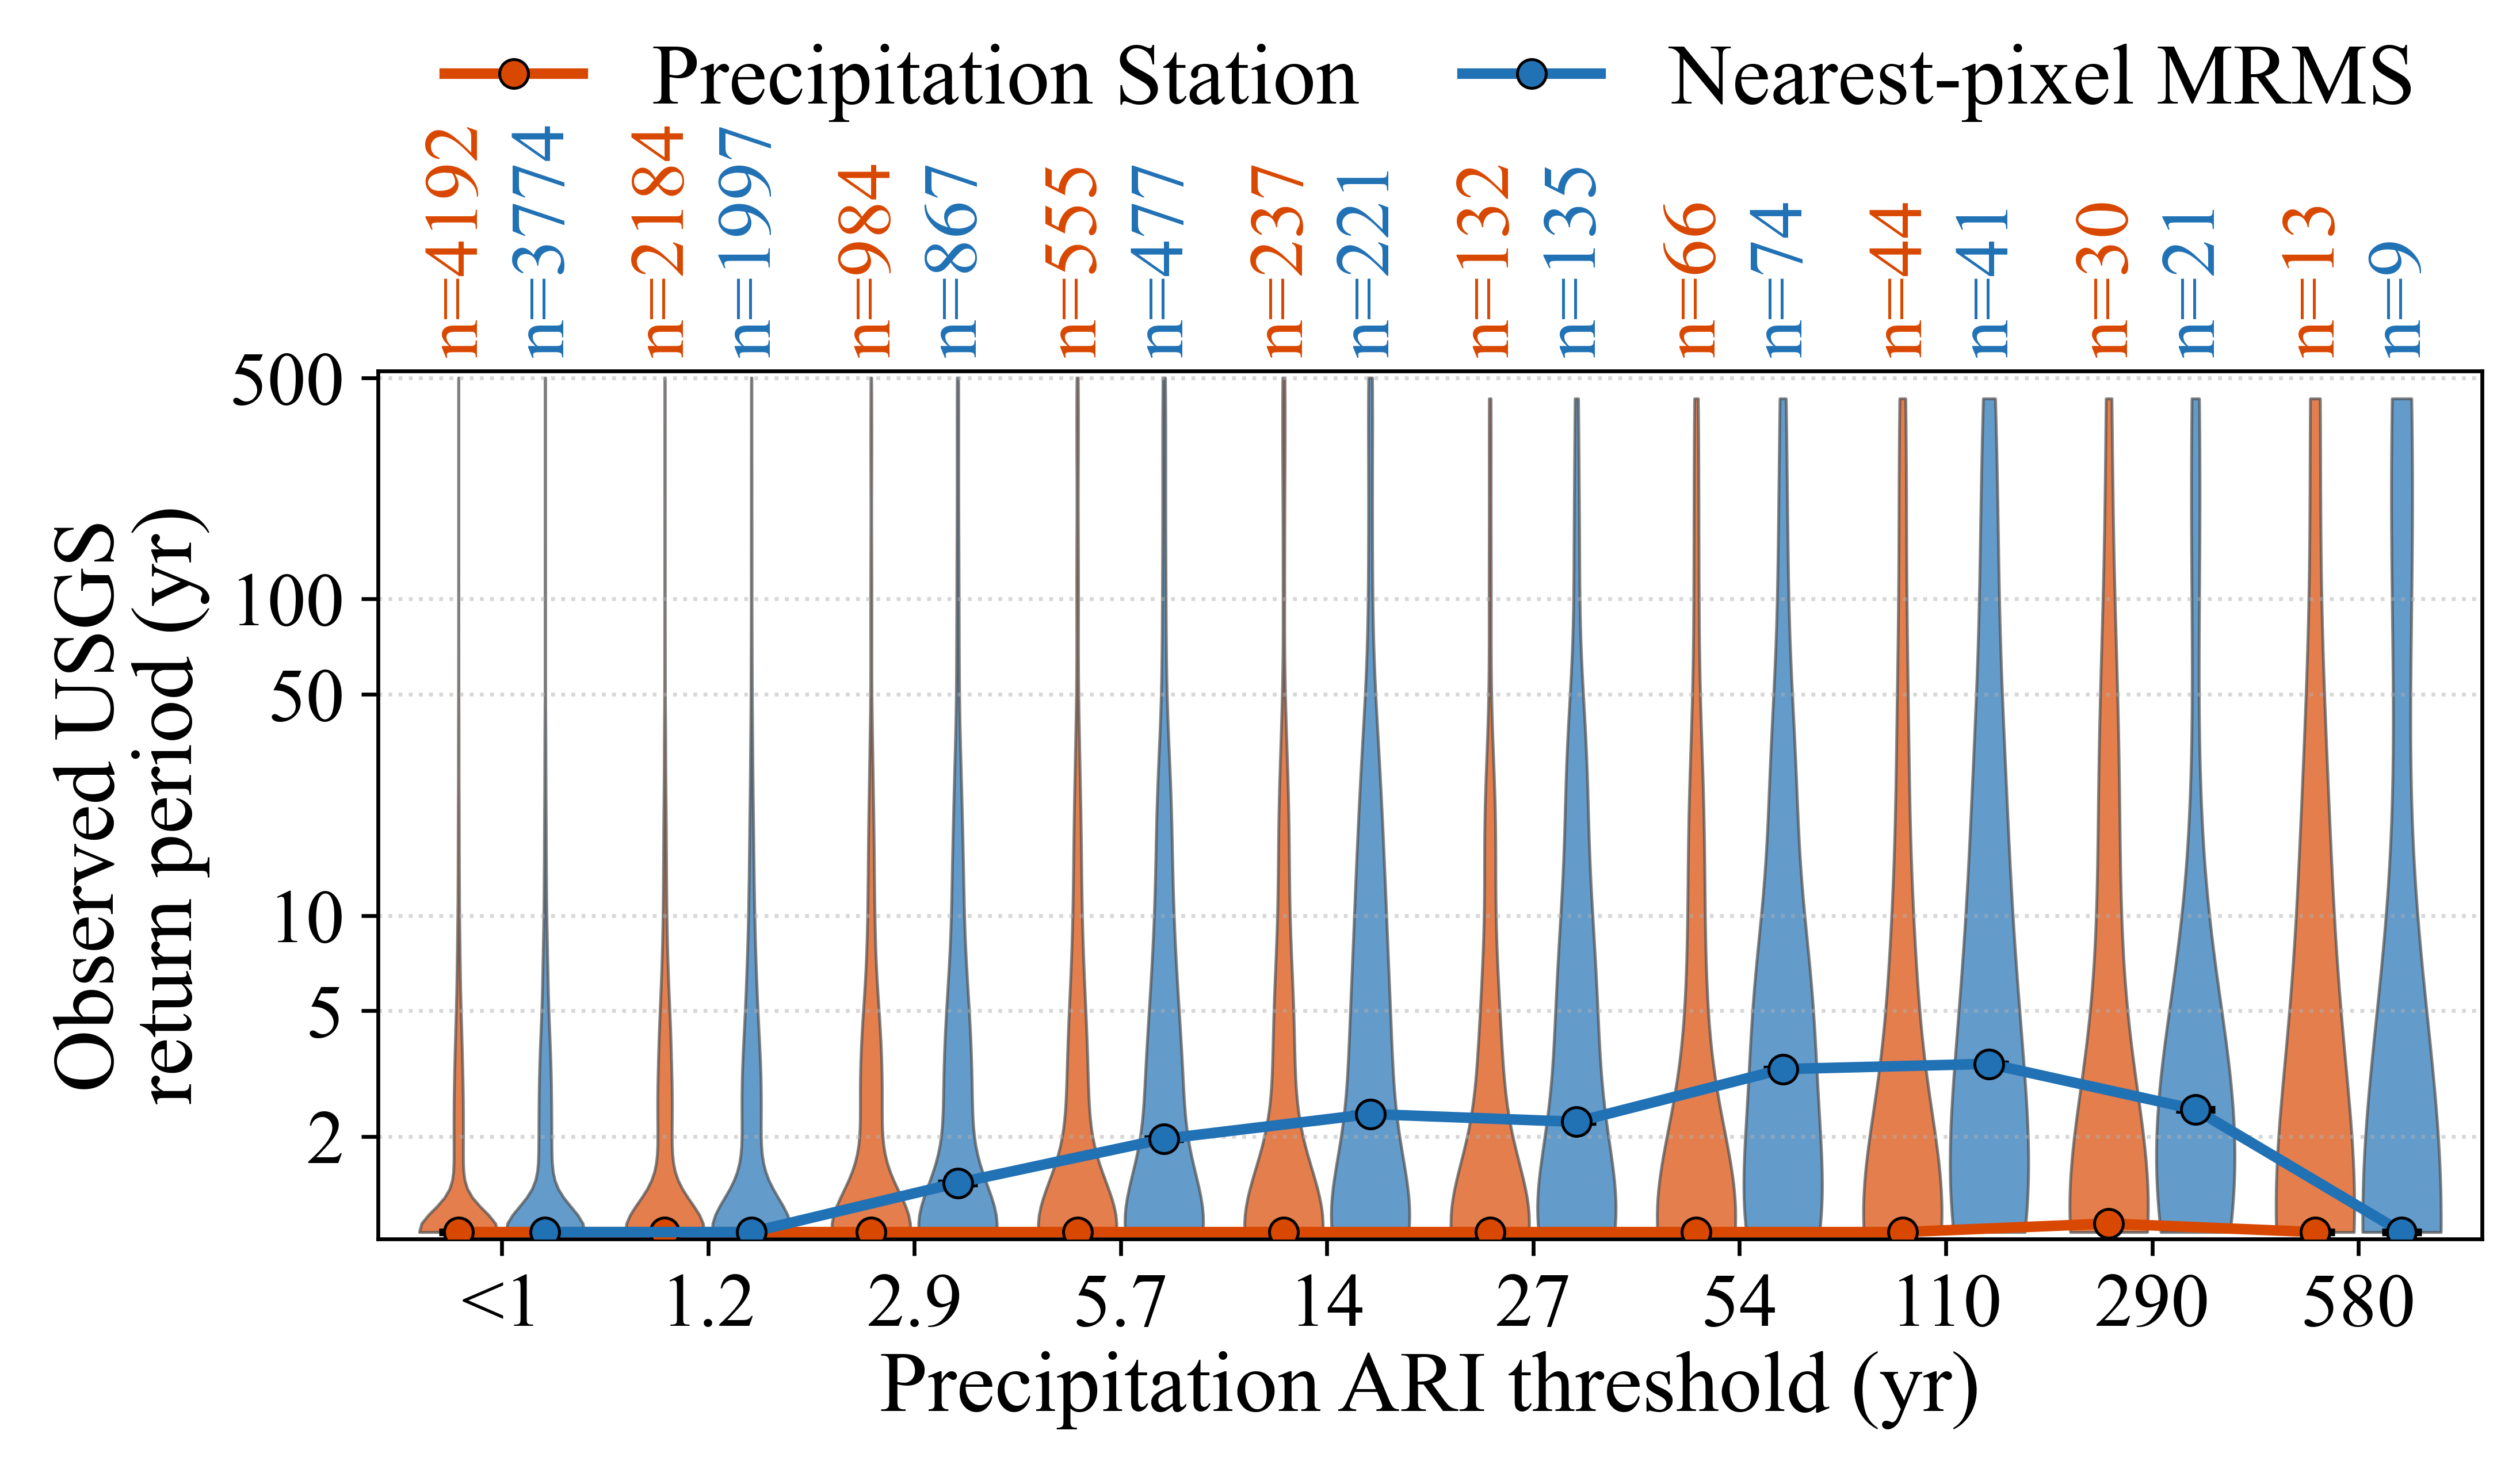 Precipitation Station Nearest-pixel MRMS
n=4192 n=3774 n=2184 n=1997 n=984 n=867 n=555 n=477 n=237 n=221 n=132 n=135 n=66 n=74 n=44 n=41 n=30 n=21 n=13 n=9
Observed USGS
return period (yr)
500
100
50
10
5
2
<1 1.2 2.9 5.7 14 27 54 110 290 580
Precipitation ARI threshold (yr)